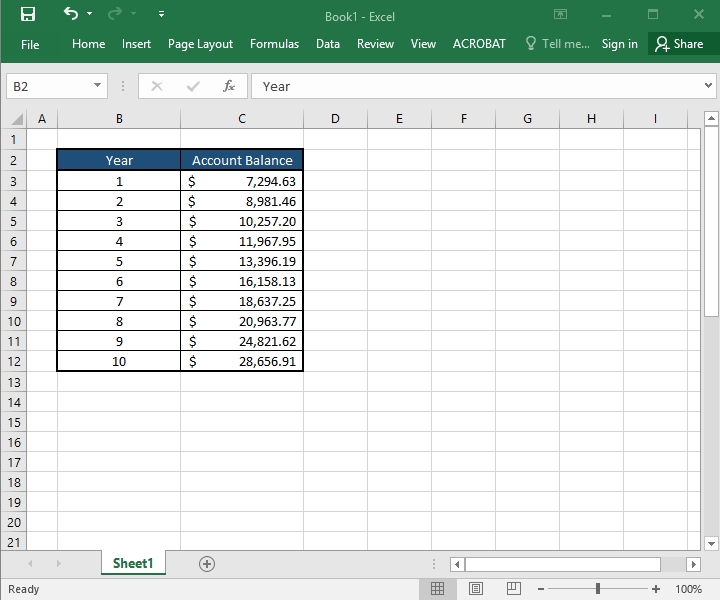 Book1 - Excel
File Home Insert Page Layout Formulas Data Review View ACROBAT Tell me... Sign in Share
B2 fx Year
A B C D E F G H I
1
2 Year Account Balance
3 1 $ 7,294.63
4 2 $ 8,981.46
5 3 $ 10,257.20
6 4 $ 11,967.95
7 5 $ 13,396.19
8 6 $ 16,158.13
9 7 $ 18,637.25
10 8 $ 20,963.77
11 9 $ 24,821.62
12 10 $ 28,656.91
13
14
15
16
17
18
19
20
21
Sheet1
Ready 100%